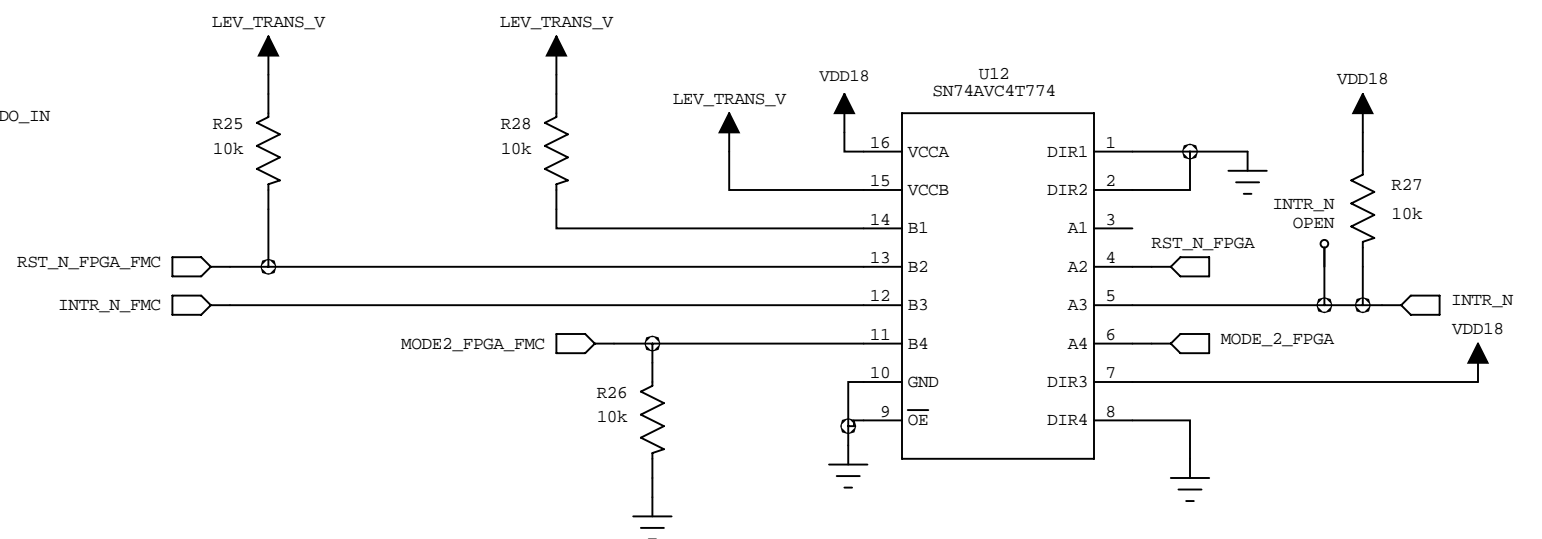 LEV_TRANS_V
LEV_TRANS_V
U12
SN74AVC4T774
VDD18
VDD18
LEV_TRANS_V
DO_IN
R25
10k
R28
10k
16 VCCA
DIR1 1
15 VCCB
DIR2 2
R27
10k
INTR_N
OPEN
14 B1
A1 3
RST_N_FPGA
RST_N_FPGA_FMC
13 B2
A2 4
INTR_N_FMC
12 B3
A3 5
INTR_N
VDD18
MODE2_FPGA_FMC
11 B4
A4 6
MODE_2_FPGA
10 GND
DIR3 7
R26
10k
9 OE
DIR4 8